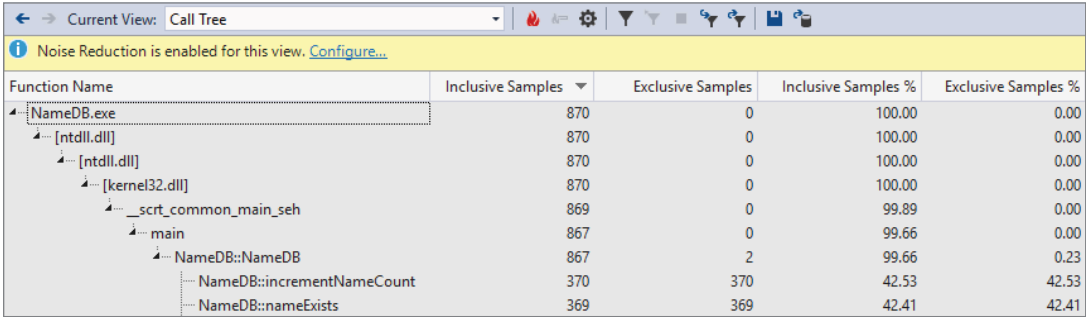 Current View: Call Tree
Noise Reduction is enabled for this view. Configure...
Function Name Inclusive Samples Exclusive Samples Inclusive Samples % Exclusive Samples %
NameDB.exe 870 0 100.00 0.00
[ntdll.dll] 870 0 100.00 0.00
[ntdll.dll] 870 0 100.00 0.00
[kernel32.dll] 870 0 100.00 0.00
__scrt_common_main_seh 869 0 99.89 0.00
main 867 0 99.66 0.00
NameDB::NameDB 867 2 99.66 0.23
NameDB::incrementNameCount 370 370 42.53 42.53
NameDB::nameExists 369 369 42.41 42.41